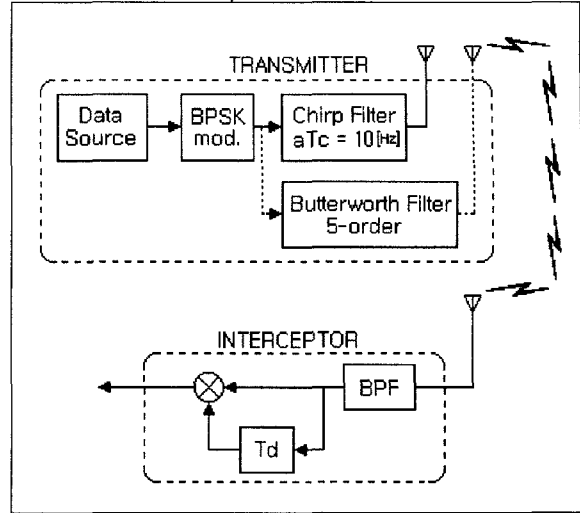 TRANSMITTER
Data
Source
BPSK
mod.
Chirp Filter
aTc = 10[Hz]
Butterworth Filter
5-order
INTERCEPTOR
BPF
Td